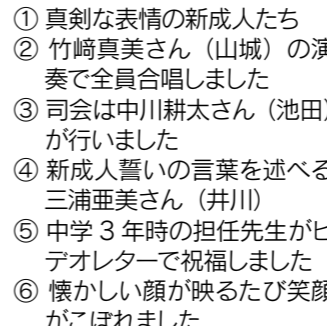 ① 真剣な表情の新成人たち
② 竹﨑真美さん（山城）の演
奏で全員合唱しました
③ 司会は中川耕太さん（池田）
が行いました
④ 新成人誓いの言葉を述べる
三浦亜美さん（井川）
⑤ 中学３年時の担任先生がビ
デオレターで祝福しました
⑥ 懐かしい顔が映るたび笑顔
がこぼれました